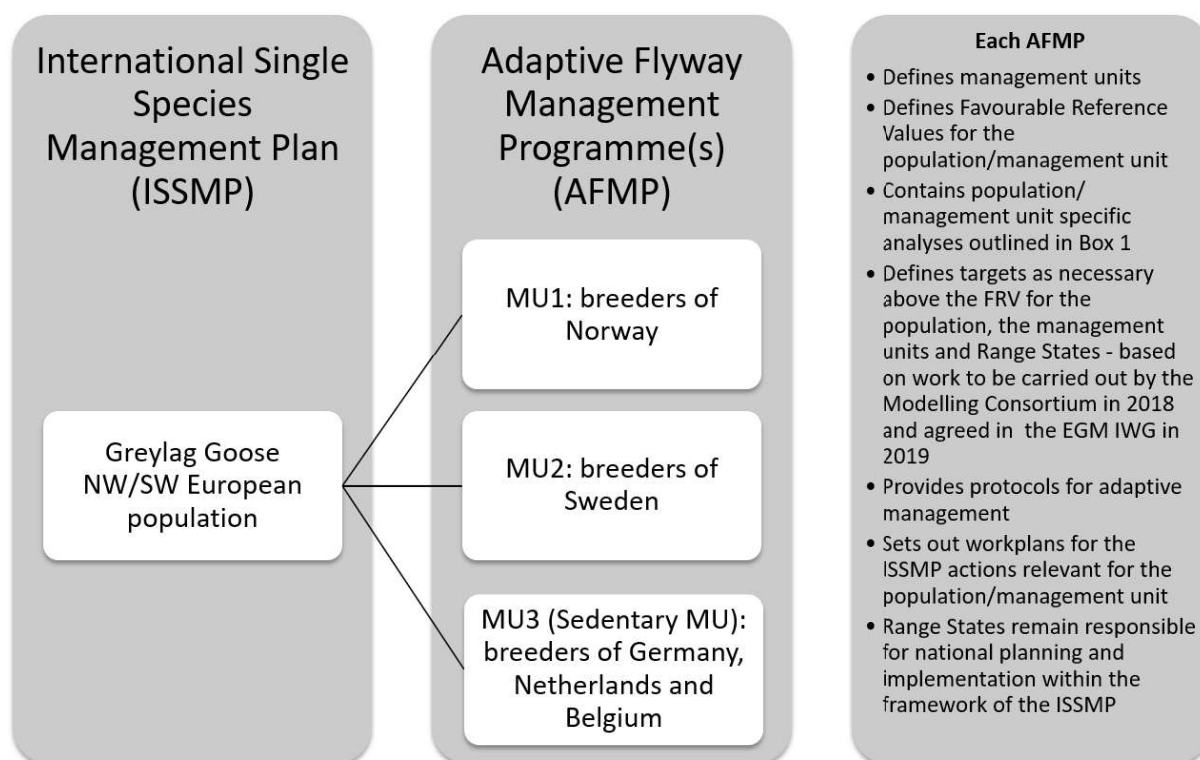 International Single
Species
Management Plan
(ISSMP)
Greylag Goose
NW/SW European
population
Adaptive Flyway
Management
Programme(s)
(AFMP)
MU1: breeders of
Norway
MU2: breeders of
Sweden
MU3 (Sedentary MU):
breeders of Germany,
Netherlands and
Belgium
Each AFMP
• Defines management units
• Defines Favourable Reference
Values for the
population/management unit
• Contains population/
management unit specific
analyses outlined in Box 1
• Defines targets as necessary
above the FRV for the
population, the management
units and Range States - based
on work to be carried out by the
Modelling Consortium in 2018
and agreed in the EGM IWG in
2019
• Provides protocols for adaptive
management
• Sets out workplans for the
ISSMP actions relevant for the
population/management unit
• Range States remain responsible
for national planning and
implementation within the
framework of the ISSMP